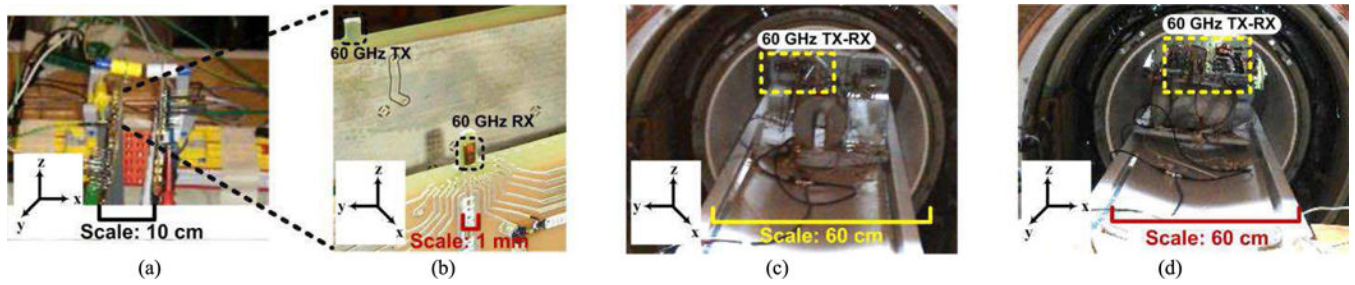 60 GHz TX
60 GHz RX
z
x
y
Scale: 10 cm
(a)
z
y
x
Scale: 1 mm
(b)
60 GHz TX-RX
z
x
y
Scale: 60 cm
(c)
60 GHz TX-RX
z
x
y
Scale: 60 cm
(d)